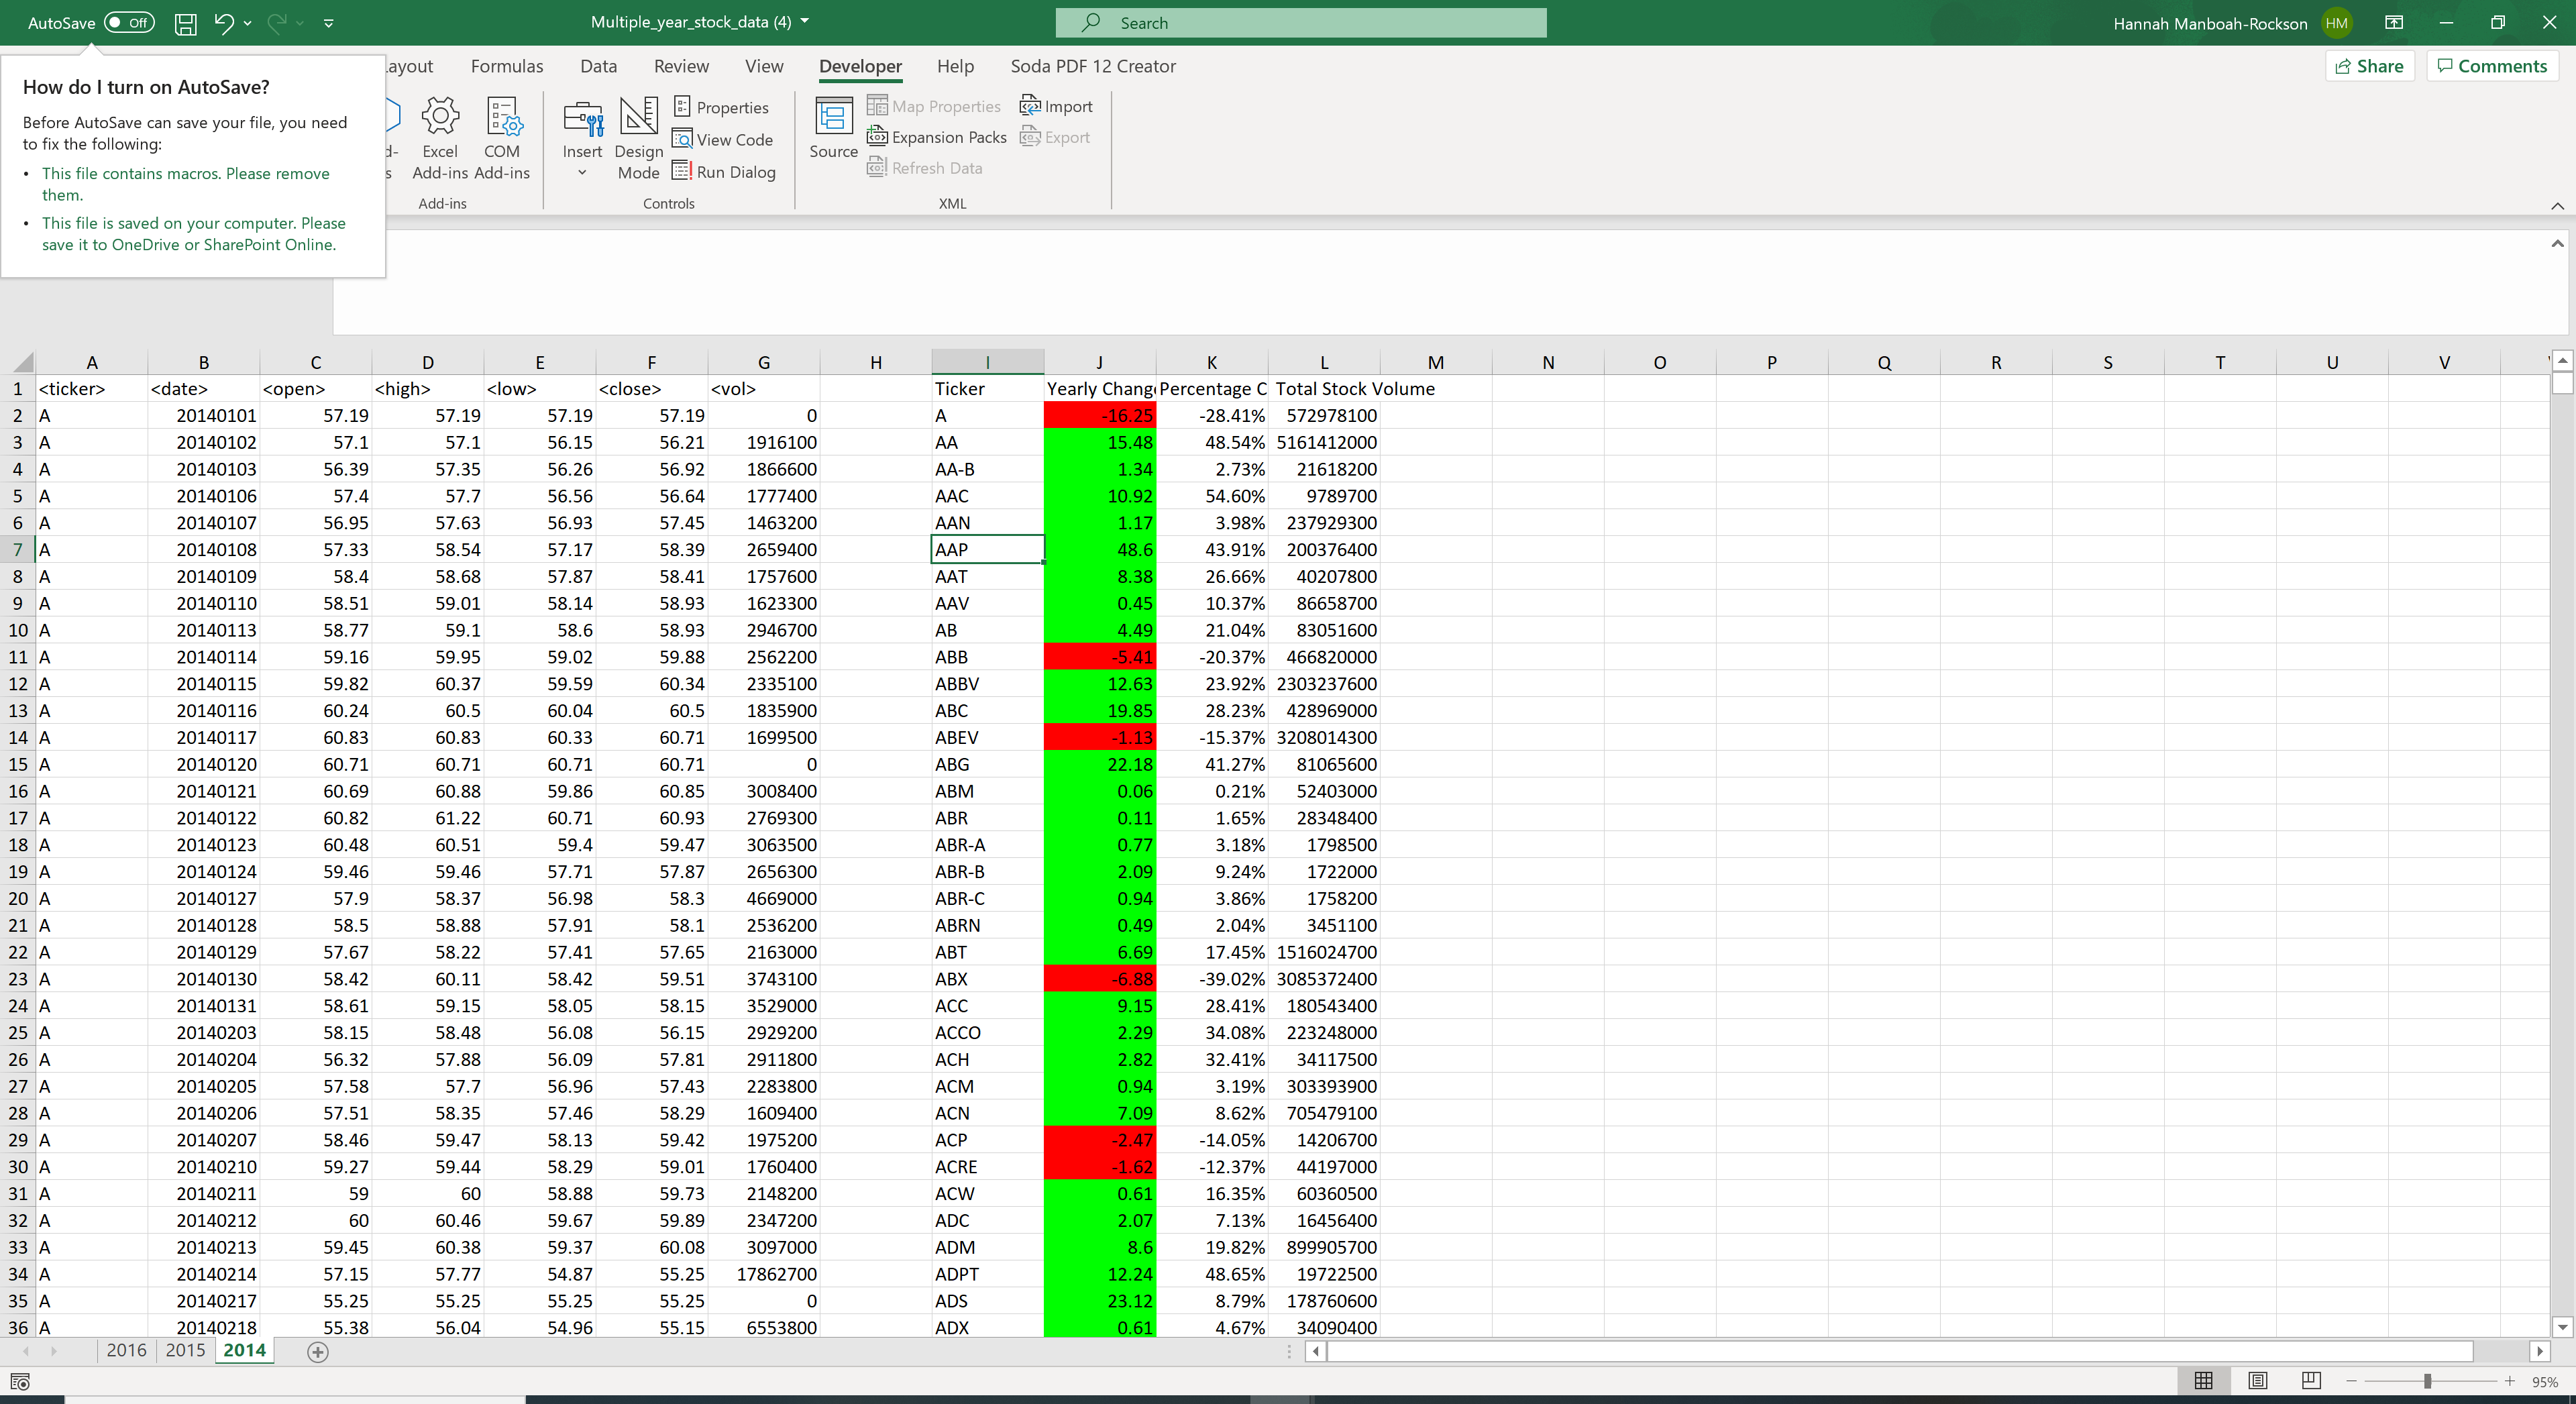 AutoSave Off Multiple_year_stock_data (4) Search Hannah Manboah-Rockson HM
ayout Formulas Data Review View Developer Help Soda PDF 12 Creator Share Comments
How do I turn on AutoSave?
Before AutoSave can save your file, you need
to fix the following:
• This file contains macros. Please remove
them.
• This file is saved on your computer. Please
save it to OneDrive or SharePoint Online.
d-
s
Excel
Add-ins
COM
Add-ins
Add-ins
Insert
Design
Mode
Properties
View Code
Run Dialog
Controls
Source
Map Properties
Expansion Packs
Refresh Data
Import
Export
XML
A B C D E F G H I J K L M N O P Q R S T U V
1 <ticker> <date> <open> <high> <low> <close> <vol> Ticker Yearly Chang Percentage C Total Stock Volume
2 A 20140101 57.19 57.19 57.19 57.19 0 A -16.25 -28.41% 572978100
3 A 20140102 57.1 57.1 56.15 56.21 1916100 AA 15.48 48.54% 5161412000
4 A 20140103 56.39 57.35 56.26 56.92 1866600 AA-B 1.34 2.73% 21618200
5 A 20140106 57.4 57.7 56.56 56.64 1777400 AAC 10.92 54.60% 9789700
6 A 20140107 56.95 57.63 56.93 57.45 1463200 AAN 1.17 3.98% 237929300
7 A 20140108 57.33 58.54 57.17 58.39 2659400 AAP 48.6 43.91% 200376400
8 A 20140109 58.4 58.68 57.87 58.41 1757600 AAT 8.38 26.66% 40207800
9 A 20140110 58.51 59.01 58.14 58.93 1623300 AAV 0.45 10.37% 86658700
10 A 20140113 58.77 59.1 58.6 58.93 2946700 AB 4.49 21.04% 83051600
11 A 20140114 59.16 59.95 59.02 59.88 2562200 ABB -5.41 -20.37% 466820000
12 A 20140115 59.82 60.37 59.59 60.34 2335100 ABBV 12.63 23.92% 2303237600
13 A 20140116 60.24 60.5 60.04 60.5 1835900 ABC 19.85 28.23% 428969000
14 A 20140117 60.83 60.83 60.33 60.71 1699500 ABEV -1.13 -15.37% 3208014300
15 A 20140120 60.71 60.71 60.71 60.71 0 ABG 22.18 41.27% 81065600
16 A 20140121 60.69 60.88 59.86 60.85 3008400 ABM 0.06 0.21% 52403000
17 A 20140122 60.82 61.22 60.71 60.93 2769300 ABR 0.11 1.65% 28348400
18 A 20140123 60.48 60.51 59.4 59.47 3063500 ABR-A 0.77 3.18% 1798500
19 A 20140124 59.46 59.46 57.71 57.87 2656300 ABR-B 2.09 9.24% 1722000
20 A 20140127 57.9 58.37 56.98 58.3 4669000 ABR-C 0.94 3.86% 1758200
21 A 20140128 58.5 58.88 57.91 58.1 2536200 ABRN 0.49 2.04% 3451100
22 A 20140129 57.67 58.22 57.41 57.65 2163000 ABT 6.69 17.45% 1516024700
23 A 20140130 58.42 60.11 58.42 59.51 3743100 ABX -6.88 -39.02% 3085372400
24 A 20140131 58.61 59.15 58.05 58.15 3529000 ACC 9.15 28.41% 180543400
25 A 20140203 58.15 58.48 56.08 56.15 2929200 ACCO 2.29 34.08% 223248000
26 A 20140204 56.32 57.88 56.09 57.81 2911800 ACH 2.82 32.41% 34117500
27 A 20140205 57.58 57.7 56.96 57.43 2283800 ACM 0.94 3.19% 303393900
28 A 20140206 57.51 58.35 57.46 58.29 1609400 ACN 7.09 8.62% 705479100
29 A 20140207 58.46 59.47 58.13 59.42 1975200 ACP -2.47 -14.05% 14206700
30 A 20140210 59.27 59.44 58.29 59.01 1760400 ACRE -1.62 -12.37% 44197000
31 A 20140211 59 60 58.88 59.73 2148200 ACW 0.61 16.35% 60360500
32 A 20140212 60 60.46 59.67 59.89 2347200 ADC 2.07 7.13% 16456400
33 A 20140213 59.45 60.38 59.37 60.08 3097000 ADM 8.6 19.82% 899905700
34 A 20140214 57.15 57.77 54.87 55.25 17862700 ADPT 12.24 48.65% 19722500
35 A 20140217 55.25 55.25 55.25 55.25 0 ADS 23.12 8.79% 178760600
36 A 20140218 55.38 56.04 54.96 55.15 6553800 ADX 0.61 4.67% 34090400
2016 2015 2014
95%